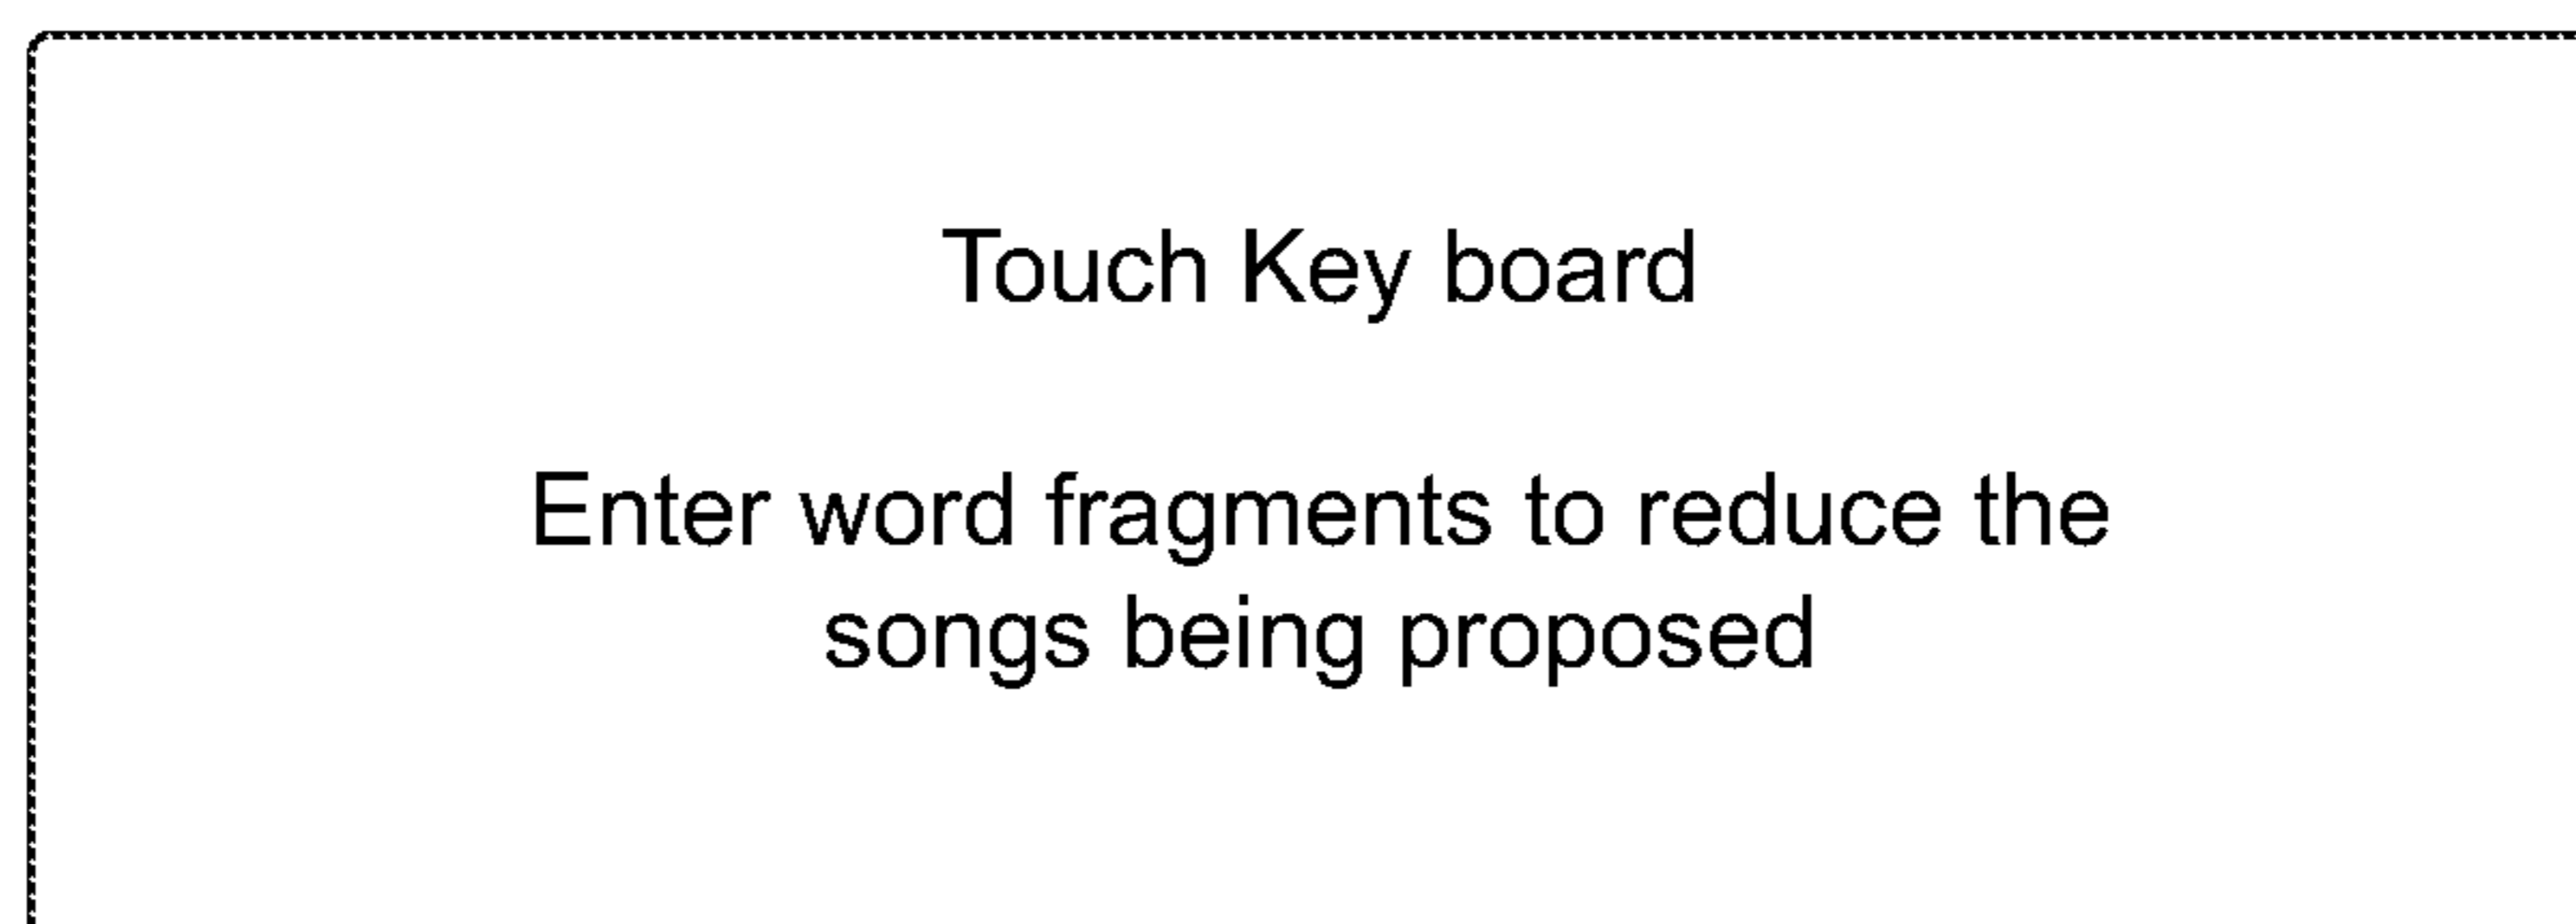 Touch Key board
Enter word fragments to reduce the
songs being proposed